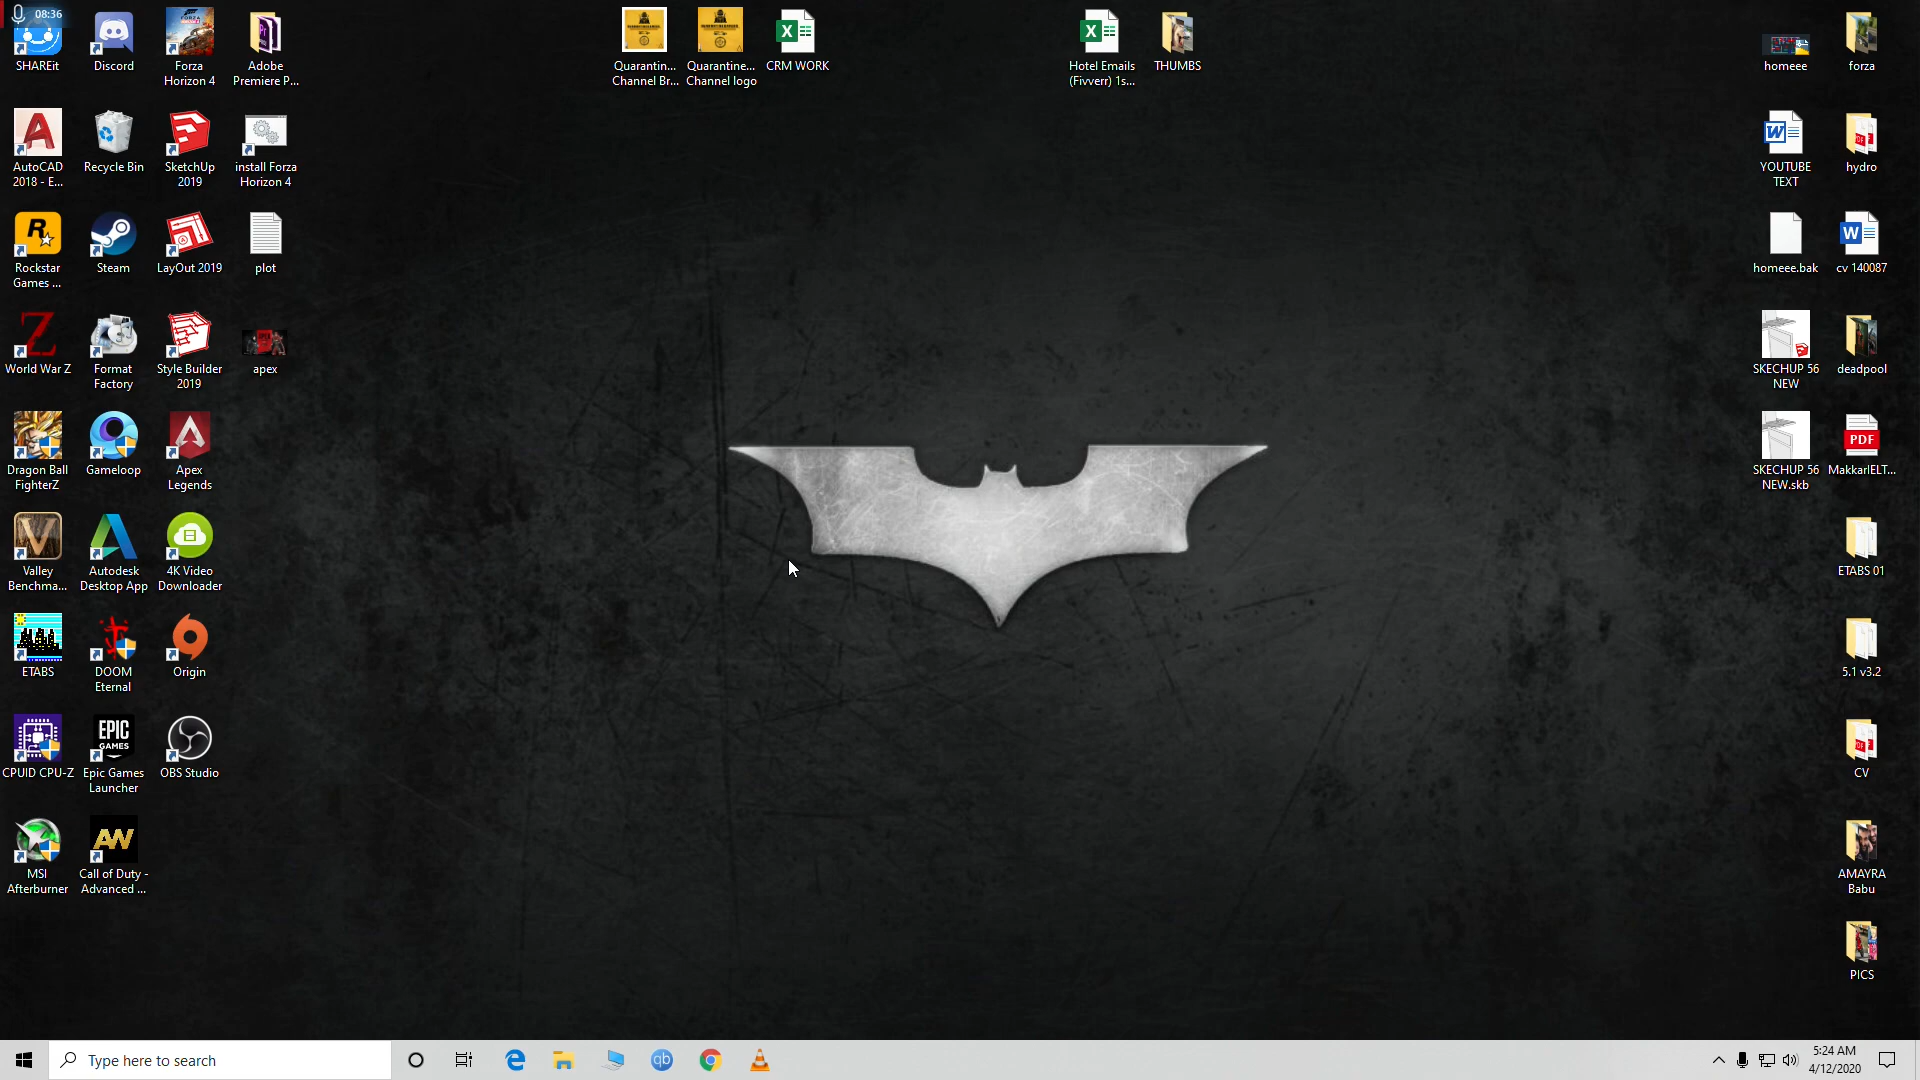 08:36
SHAREit
Discord
Forza
Horizon 4
Adobe
Premiere P...
Quarantin...
Channel Br...
Quarantine...
Channel logo
CRM WORK
Hotel Emails
(Fivverr) 1s...
THUMBS
homeee
forza
AutoCAD
2018 - E...
Recycle Bin
SketchUp
2019
install Forza
Horizon 4
YOUTUBE
TEXT
hydro
Rockstar
Games ...
Steam
LayOut 2019
plot
homeee.bak
cv 140087
World War Z
Format
Factory
Style Builder
2019
apex
SKECHUP 56
NEW
deadpool
Dragon Ball
FighterZ
Gameloop
Apex
Legends
SKECHUP 56
NEW.skb
PDF
MakkarIELT...
Valley
Benchma...
Autodesk
Desktop App
4K Video
Downloader
ETABS 01
ETABS
DOOM
Eternal
Origin
5.1 v3.2
CPUID CPU-Z
EPIC
GAMES
Epic Games
Launcher
OBS Studio
CV
MSI
Afterburner
AW
Call of Duty -
Advanced ...
AMAYRA
Babu
PICS
Type here to search
qb
5:24 AM
4/12/2020